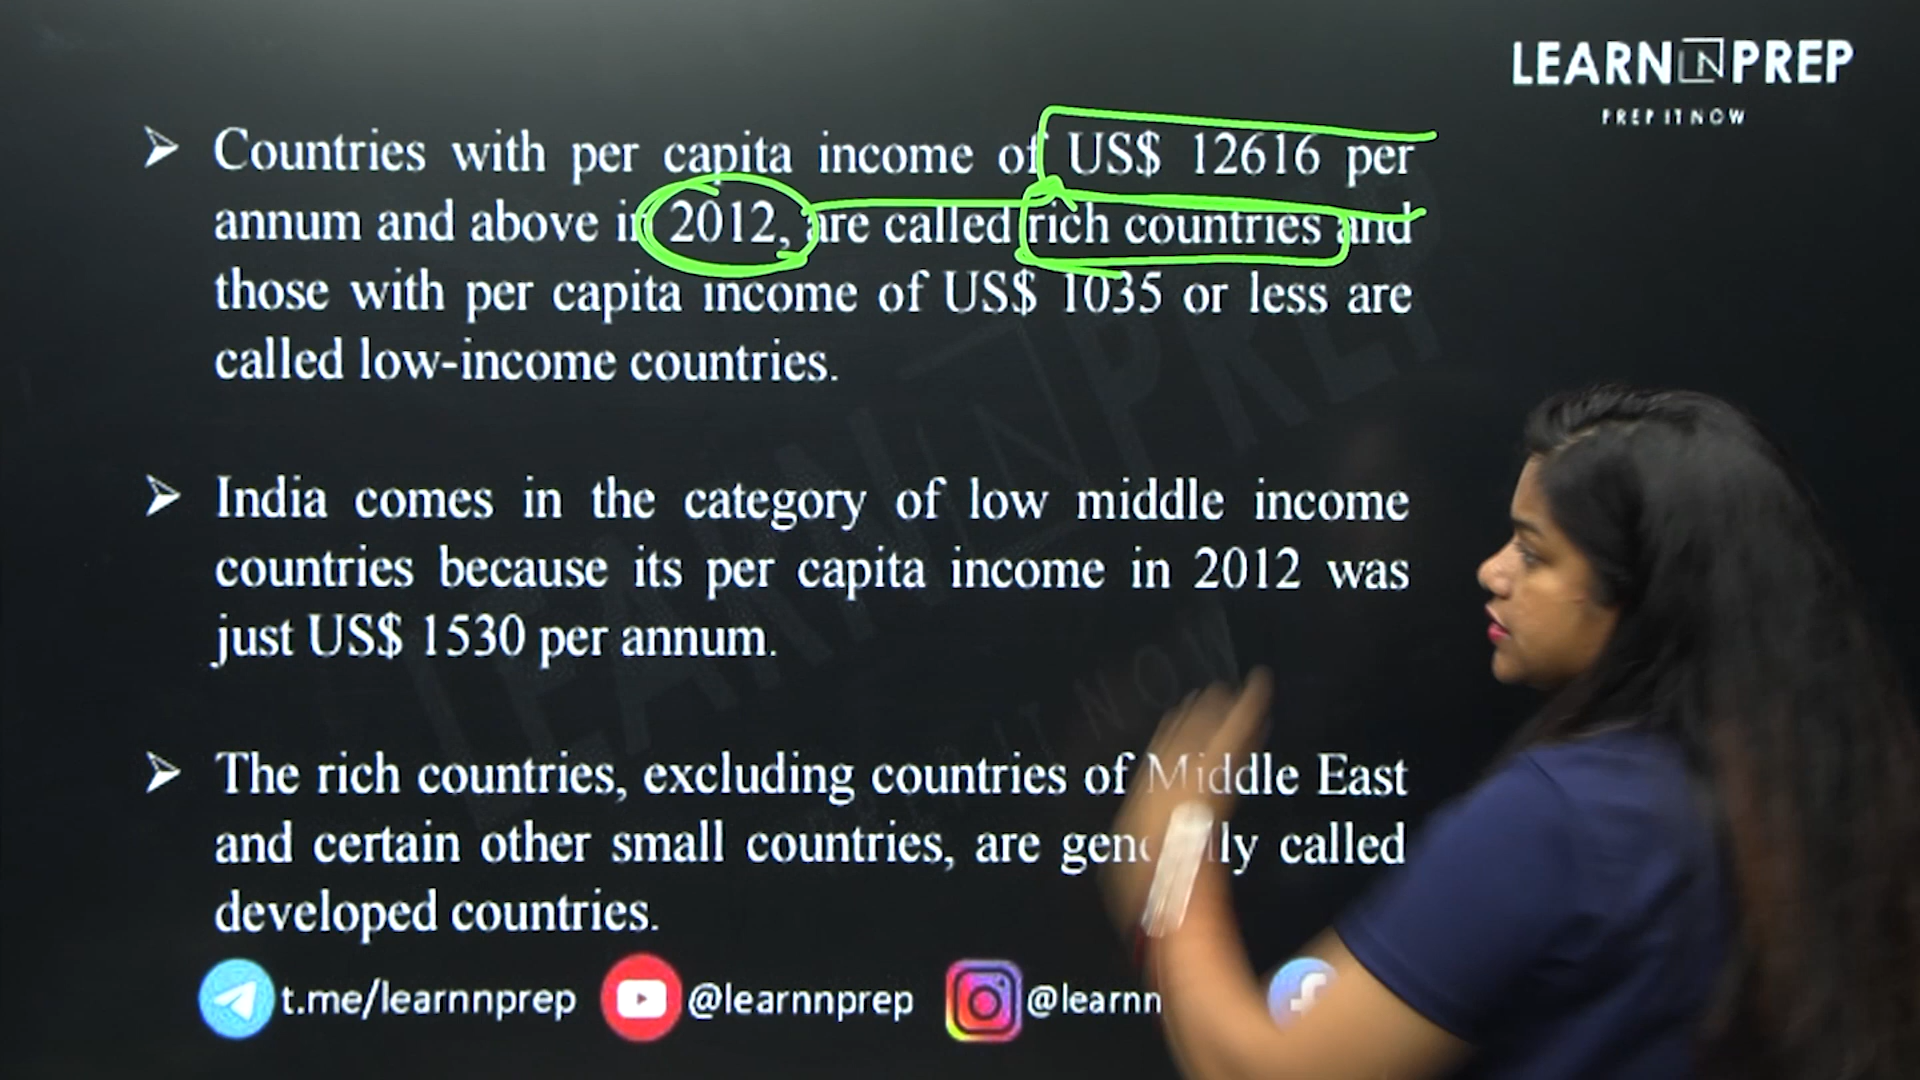 LEARN LN PREP
PREP IT NOW
Countries with per capita income of US$ 12616 per
annum and above in 2012, are called rich countries and
those with per capita income of US$ 1035 or less are
called low-income countries.
India comes in the category of low middle income
countries because its per capita income in 2012 was
just US$ 1530 per annum.
The rich countries, excluding countries of Middle East
and certain other small countries, are called
developed countries.
t.me/learnnprep @learnnprep @learnn